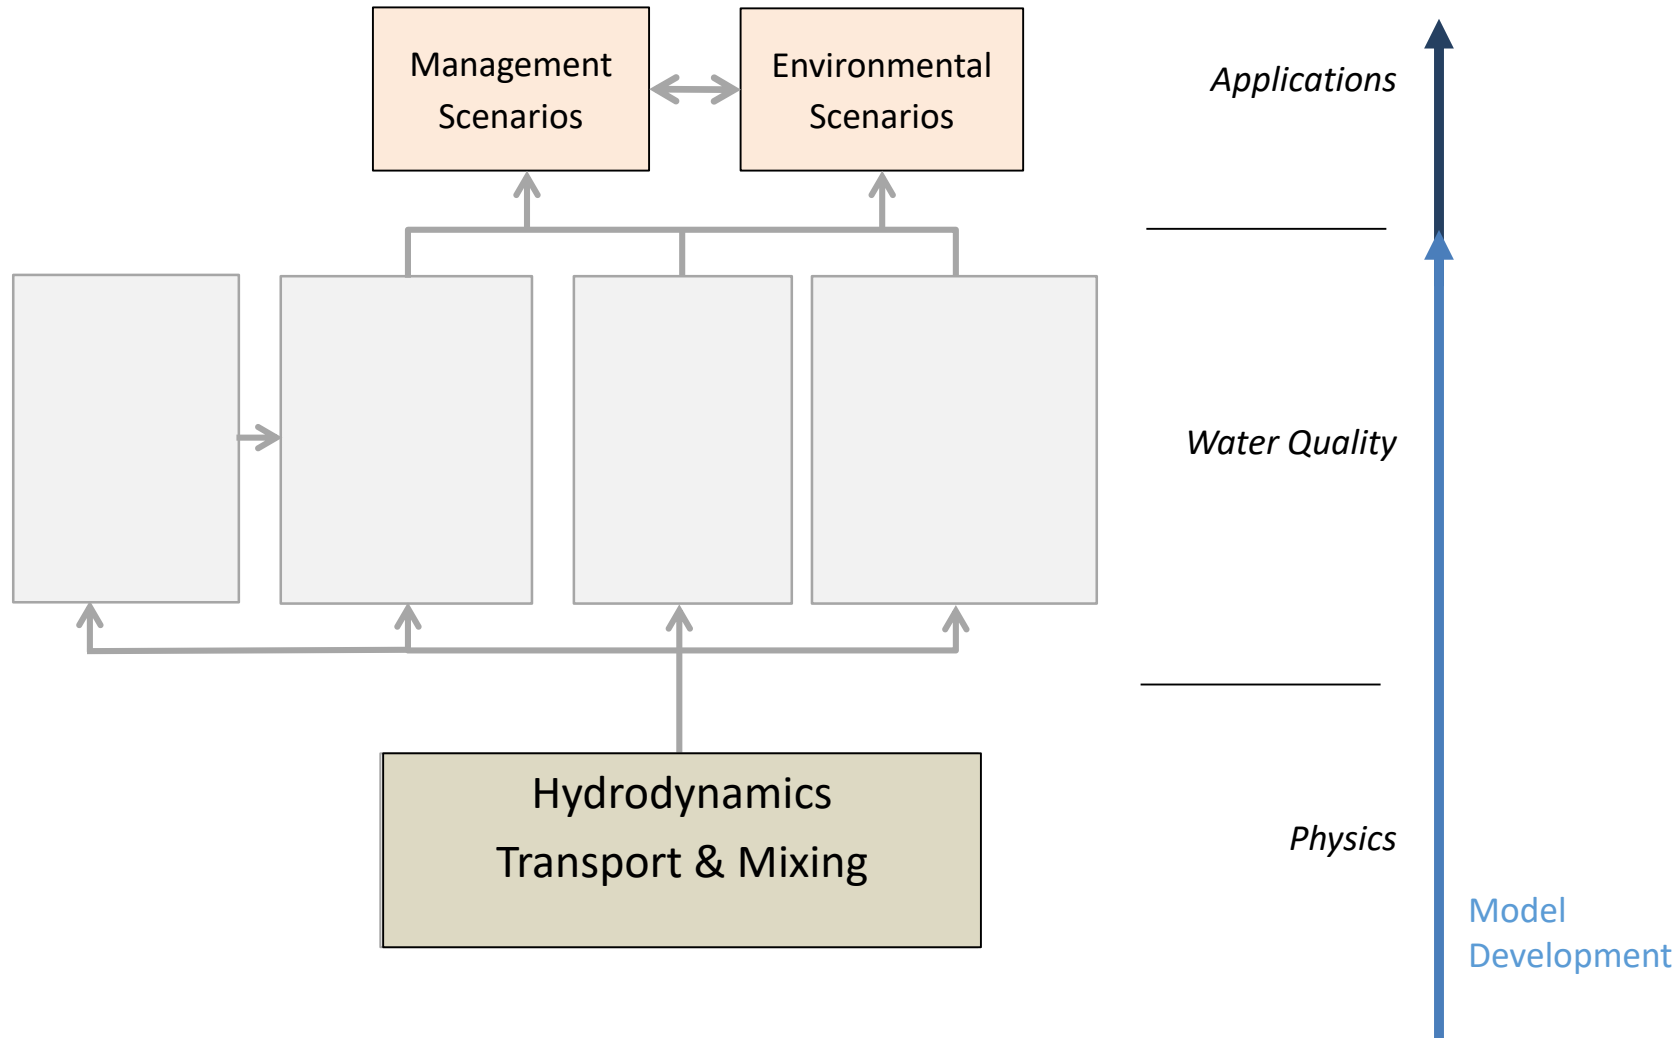 Management
Scenarios
Environmental
Scenarios
Applications
Water Quality
Hydrodynamics
Transport & Mixing
Physics
Model
Development